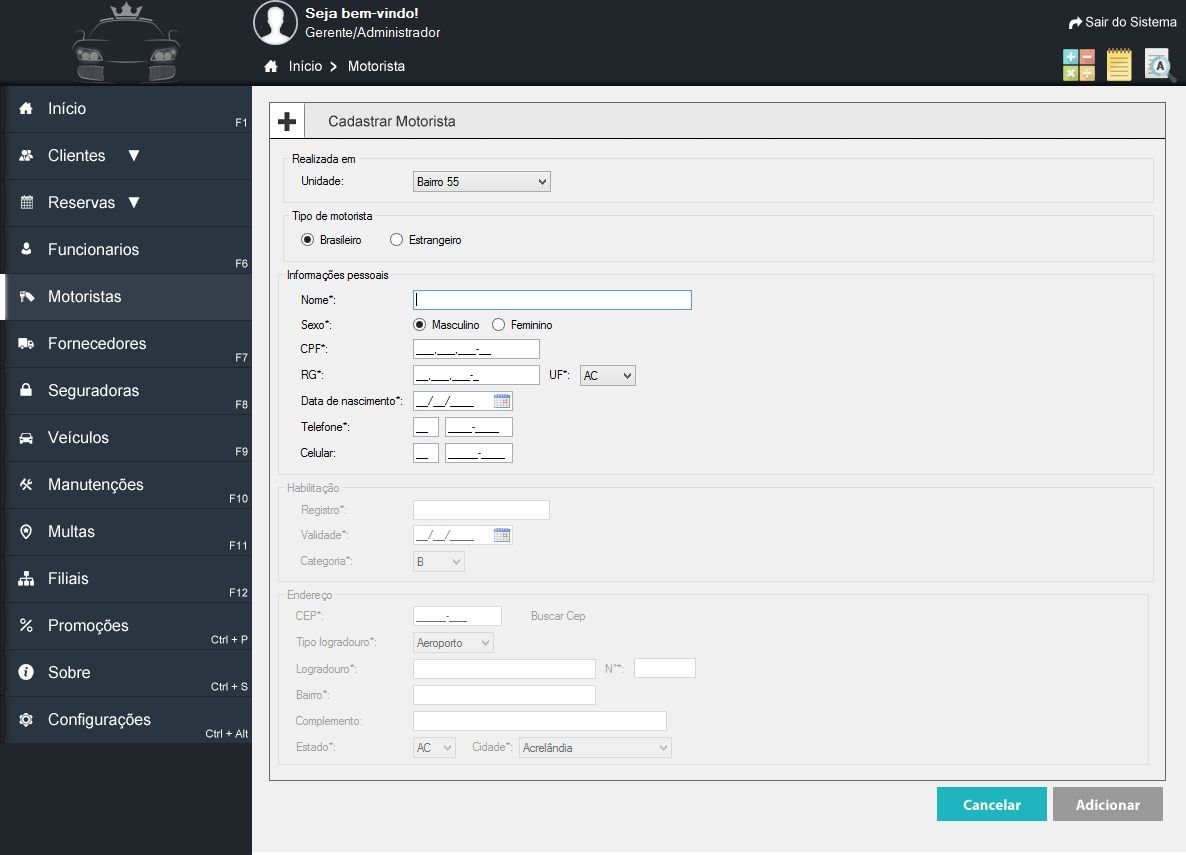 Seja bem-vindo!
Gerente/Administrador
Sair do Sistema
Início > Motorista
Início
F1
Clientes ▼
Reservas ▼
Funcionarios
F6
Motoristas
Fornecedores
F7
Seguradoras
F8
Veículos
F9
Manutenções
F10
Multas
F11
Filiais
F12
Promoções
Ctrl + P
Sobre
Ctrl + S
Configurações
Ctrl + Alt
Cadastrar Motorista
Realizada em
Unidade: Bairro 55
Tipo de motorista
Brasileiro Estrangeiro
Informações pessoais
Nome*:
Sexo*: Masculino Feminino
CPF*: ___.___.___-__
RG*: __.___.___-_ UF*: AC
Data de nascimento*: __/__/____
Telefone*: __ ____-____
Celular: __ _____-____
Habilitação
Registro*:
Validade*: __/__/____
Categoria*: B
Endereço
CEP*: _____-___ Buscar Cep
Tipo logradouro*: Aeroporto
Logradouro*: N°*:
Bairro*:
Complemento:
Estado*: AC Cidade*: Acrelândia
Cancelar Adicionar